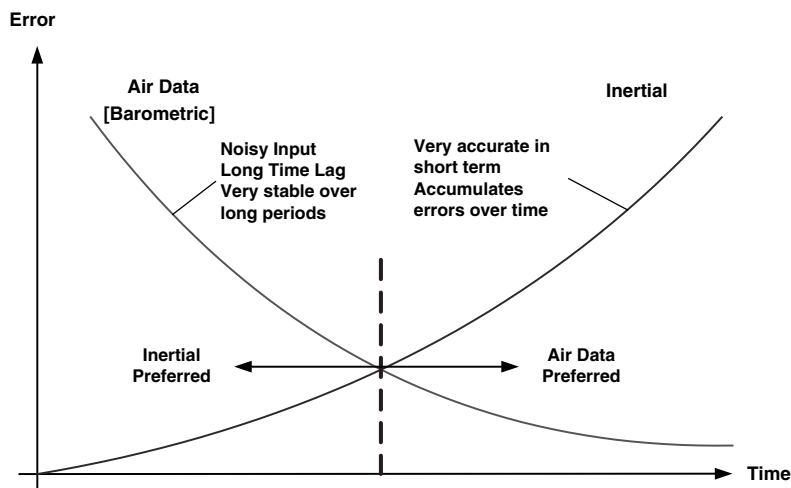 Error
Air Data
[Barometric]
Inertial
Noisy Input
Long Time Lag
Very stable over
long periods
Very accurate in
short term
Accumulates
errors over time
Inertial
Preferred
Air Data
Preferred
Time